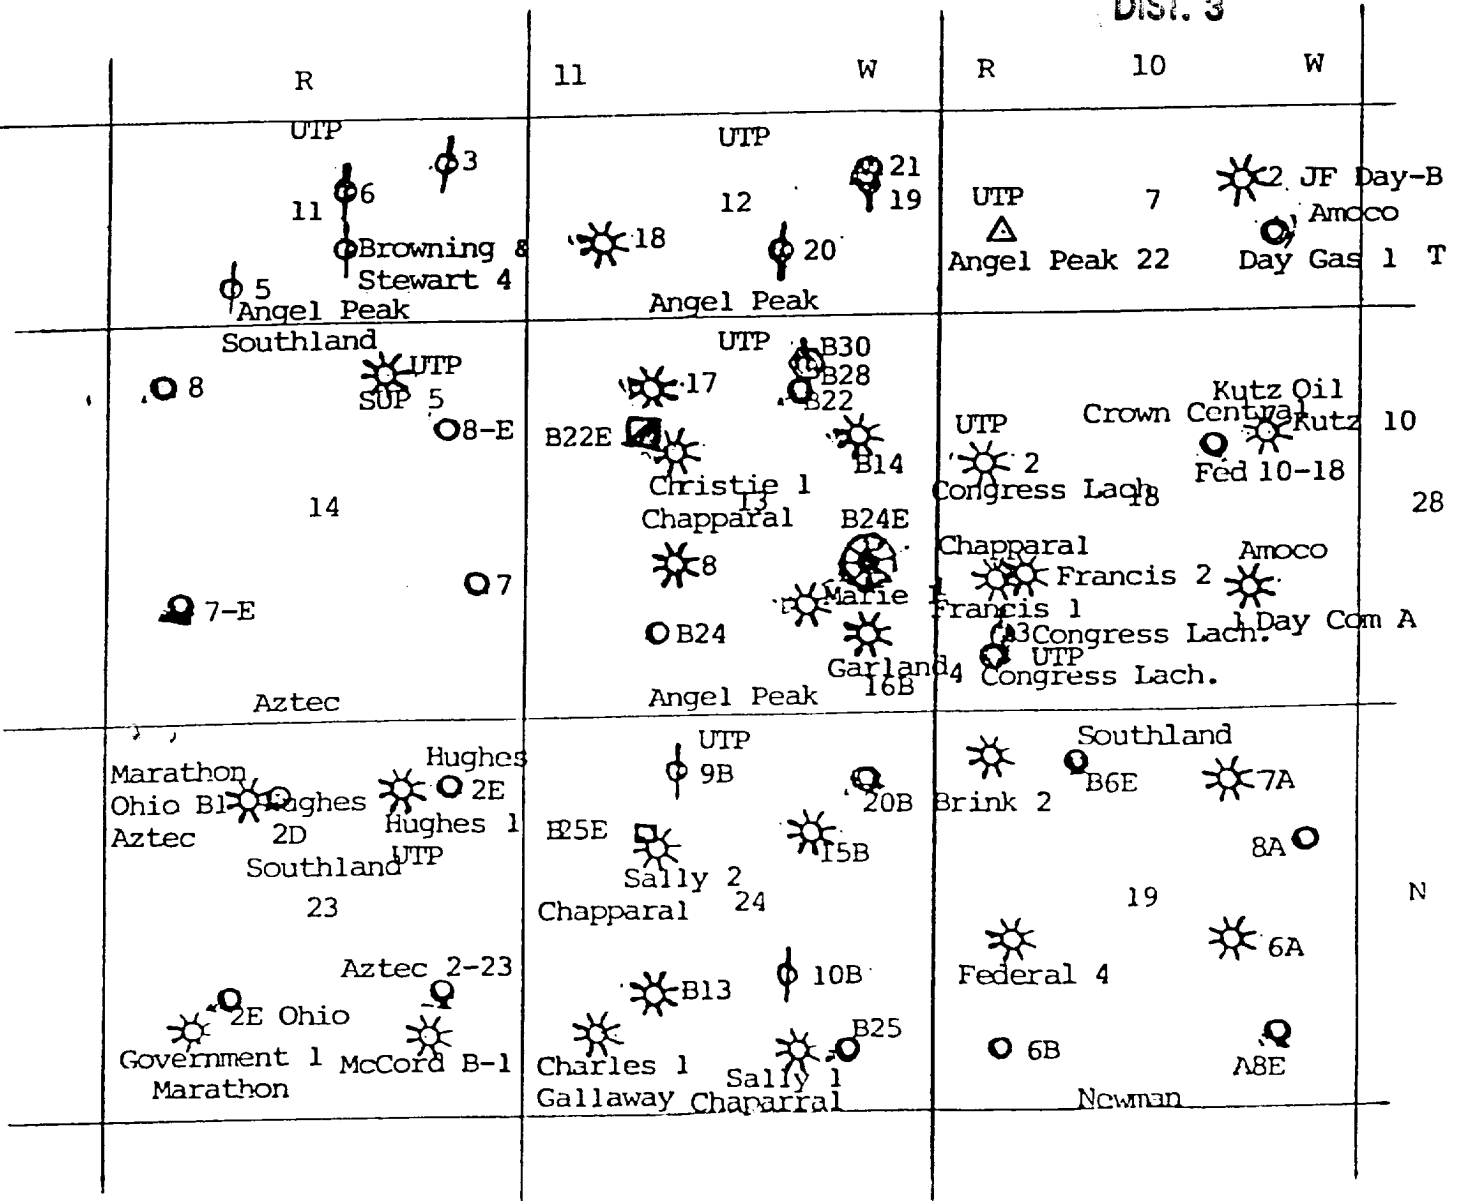 DIST. 3
R 11 W R 10 W
UTP
3
6
11
Browning &
Stewart 4
5
Angel Peak
UTP
21
19
12
18
20
Angel Peak
UTP
7
2 JF Day-B
Amoco
Angel Peak 22
Day Gas 1
T
Southland
8
UTP
SUP 5
8-E
14
7
7-E
Aztec
UTP
B30
B28
B22
17
B22E
B14
Christie 1
13
Chapparal
B24E
8
Marie 1
B24
Garland 4
16B
Angel Peak
Kutz Oil
Crown Central
Kutz
10
UTP
2
Fed 10-18
Congress Lach
18
28
Chapparal
Amoco
Francis 2
Francis 1
1 Day Com A
3 Congress Lach.
UTP
Congress Lach.
Marathon
Ohio B1
Aztec
Hughes
2E
Hughes
2D
Hughes 1
Southland
UTP
23
Aztec 2-23
2E Ohio
Government 1
McCord B-1
Marathon
UTP
9B
20B
B25E
15B
Sally 2
24
Chapparal
10B
B13
B25
Charles 1
Sally 1
Gallaway
Chaparral
Southland
B6E
7A
Brink 2
8A
19
N
6A
Federal 4
6B
A8E
Newman